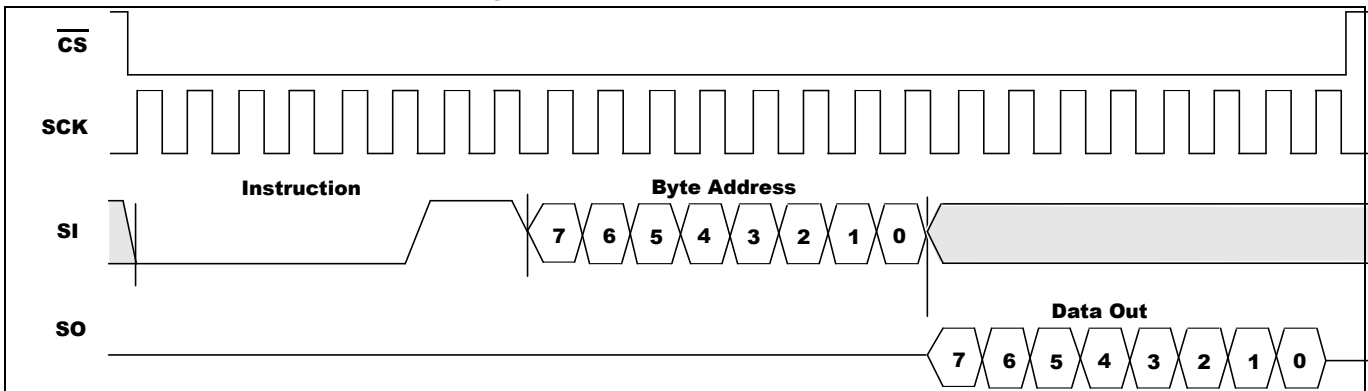 CS
SCK
Instruction
Byte Address
SI
7 6 5 4 3 2 1 0
Data Out
SO
7 6 5 4 3 2 1 0